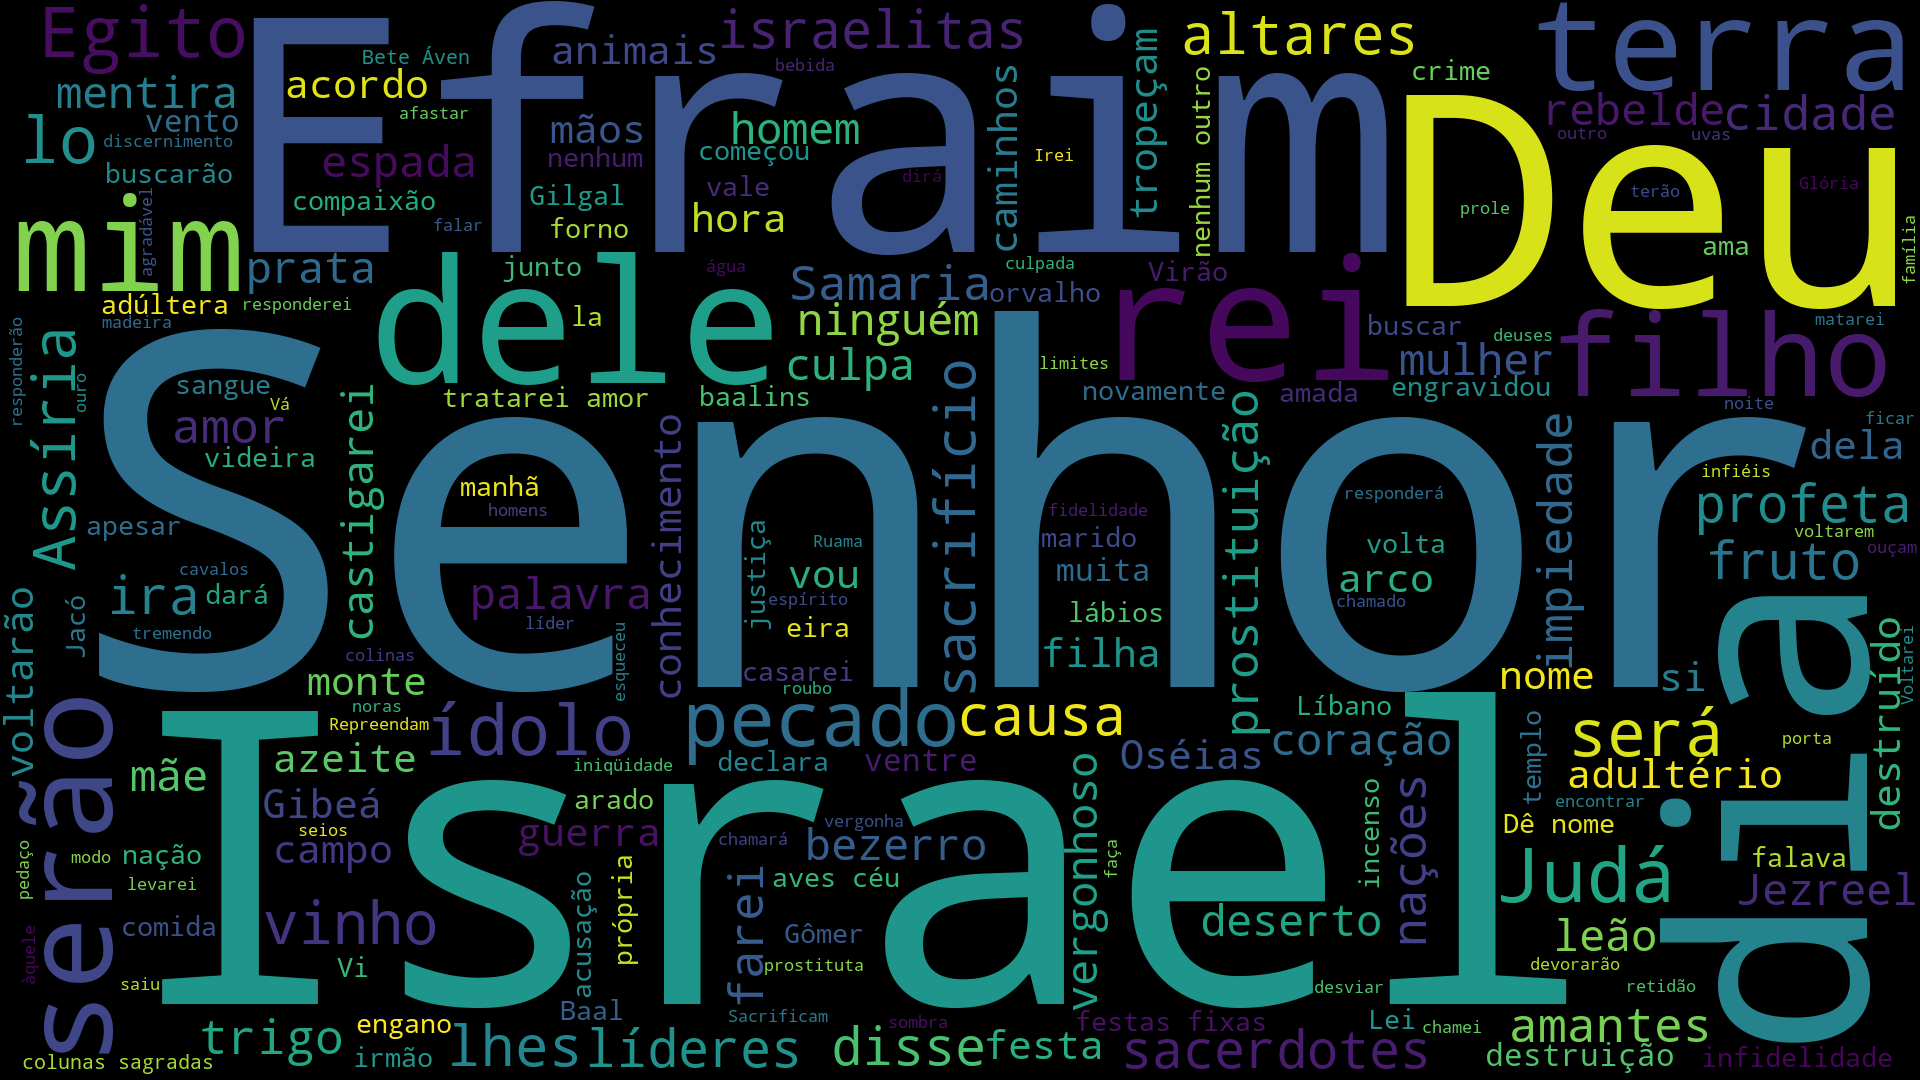 Egito
Efraim
Bete Áven
animais
israelitas
bebida
altares
terra
mentira
acordo
afastar
crime
vento
discernimento
lo
buscarão
espada
mãos
nenhum
homem
começou
caminhos
tropeçam
nenhum outro
Deu
rebelde
cidade
outro
uvas
compaixão
Gilgal
vale
dirá
Irei
prole
terão
Glória
mim
agradável
falar
forno
hora
ama
família
prata
dele
junto
água
Samaria
culpada
orvalho
Virão
rei
adúltera
responderei
madeira
la
ninguém
buscar
deuses
filho
matarei
responderão
Assíria
ouro
sangue
Vá
culpa
limites
mulher
tratarei amor
baalins
novamente
amada
engravidou
noite
ficar
amor
videira
castigarei
Senhor
conhecimento
sacrifício
prostituição
impiedade
dela
infiéis
manhã
homens
responderá
profeta
apesar
fidelidade
marido
justiça
Ruama
volta
voltarem
ouçam
cavalos
ira
dará
palavra
vou
muita
arco
fruto
espírito
chamado
Jacó
tremendo
líder
eira
lábios
voltarão
colinas
esqueceu
casarei
filha
dia
destruído
Voltarei
monte
roubo
nome
si
serão
noras
Repreendam
ídolo
pecado
causa
Líbano
será
porta
mãe
azeite
iniqüidade
declara
ventre
Oséias
coração
templo
adultério
Israel
Gibeá
arado
vergonhoso
incenso
nações
encontrar
seios
guerra
chamará
vergonha
bezerro
Dê nome
pedaço
modo
nação
campo
faça
falava
levarei
acusação
própria
farei
aves céu
Judá
Jezreel
comida
vinho
Gômer
deserto
leão
àquele
Vi
prostituta
devorarão
saiu
Baal
desviar
retidão
trigo
engano
Sacrificam
sombra
festas fixas
Lei
chamei
amantes
colunas sagradas
irmão
lhes
líderes
disse
festa
sacerdotes
destruição
infidelidade